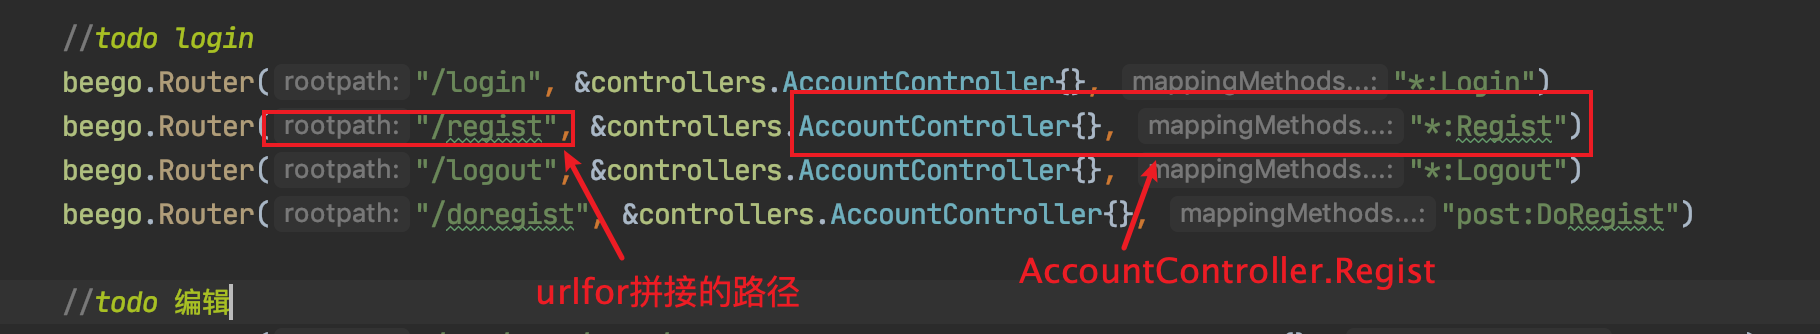 //todo login
beego.Router( rootpath: "/login", &controllers.AccountController{}, mappingMethods...: "*:Login")
beego.Router( rootpath: "/regist", &controllers.AccountController{}, mappingMethods...: "*:Regist")
beego.Router( rootpath: "/logout", &controllers.AccountController{}, mappingMethods...: "*:Logout")
beego.Router( rootpath: "/doregist", &controllers.AccountController{}, mappingMethods...: "post:DoRegist")
AccountController.Regist
urlfor拼接的路径
//todo 编辑